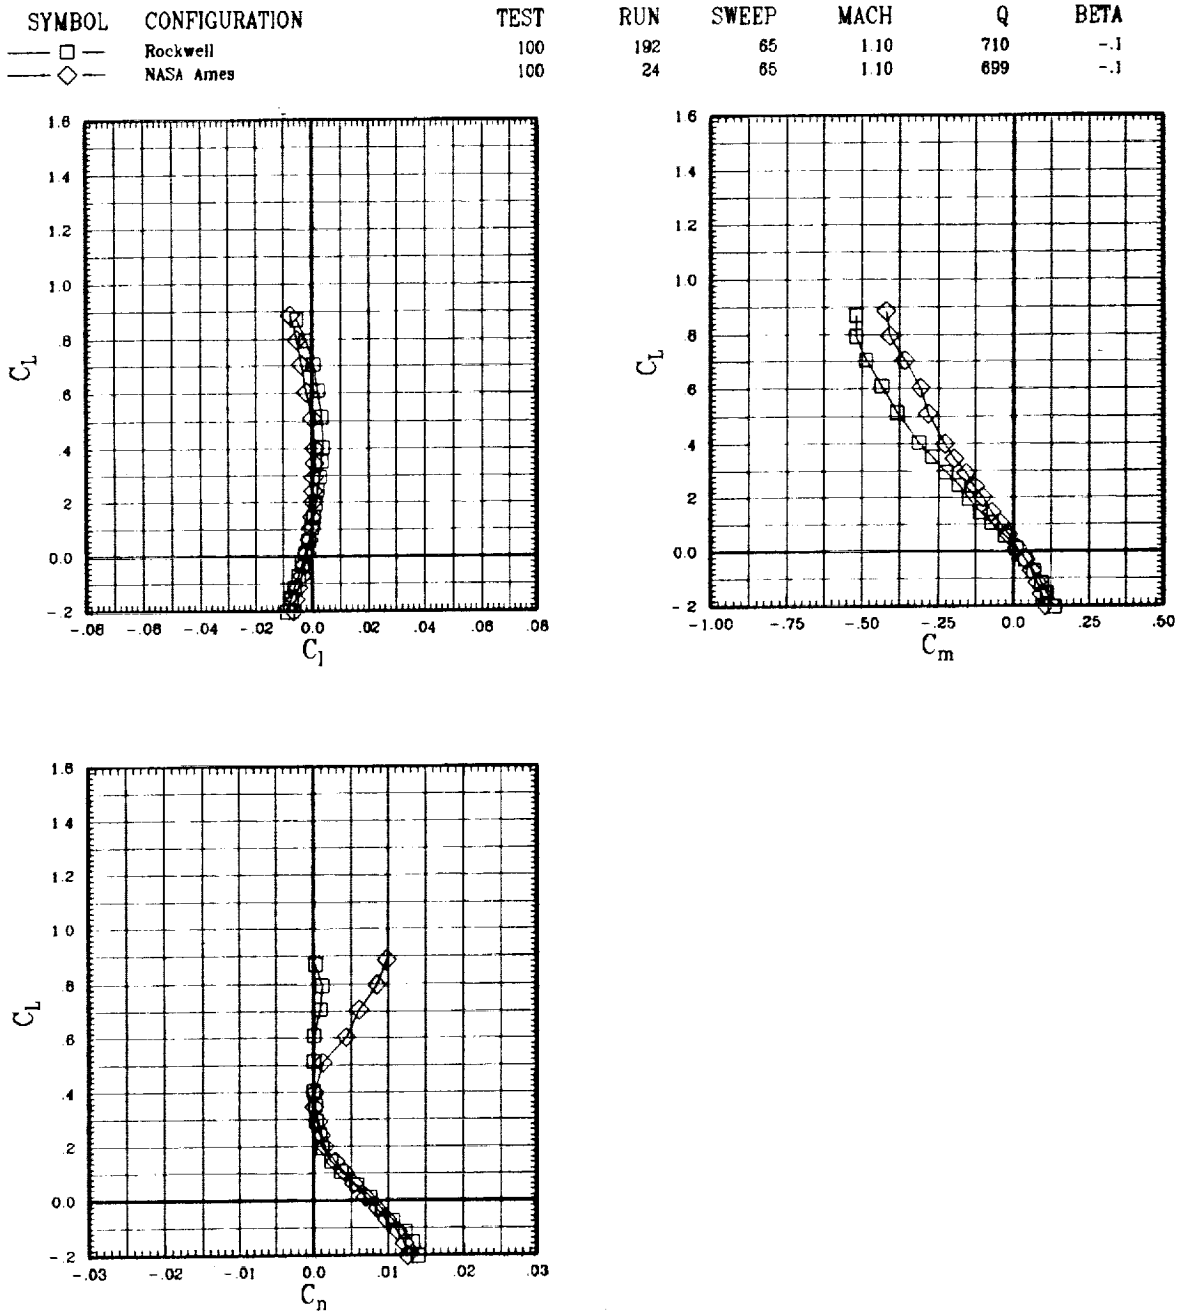 SYMBOL CONFIGURATION TEST RUN SWEEP MACH Q BETA
Rockwell 100 192 65 1.10 710 -.1
NASA Ames 100 24 65 1.10 699 -.1
1.6
1.4
1.2
1.0
.8
.6
.4
.2
0.0
-.2
C_L
-.08 -.06 -.04 -.02 0.0 .02 .04 .06 .08
C_l
1.6
1.4
1.2
1.0
.8
.6
.4
.2
0.0
-.2
C_L
-1.00 -.75 -.50 -.25 0.0 .25 .50
C_m
1.6
1.4
1.2
1.0
.8
.6
.4
.2
0.0
-.2
C_L
-.03 -.02 -.01 0.0 .01 .02 .03
C_n